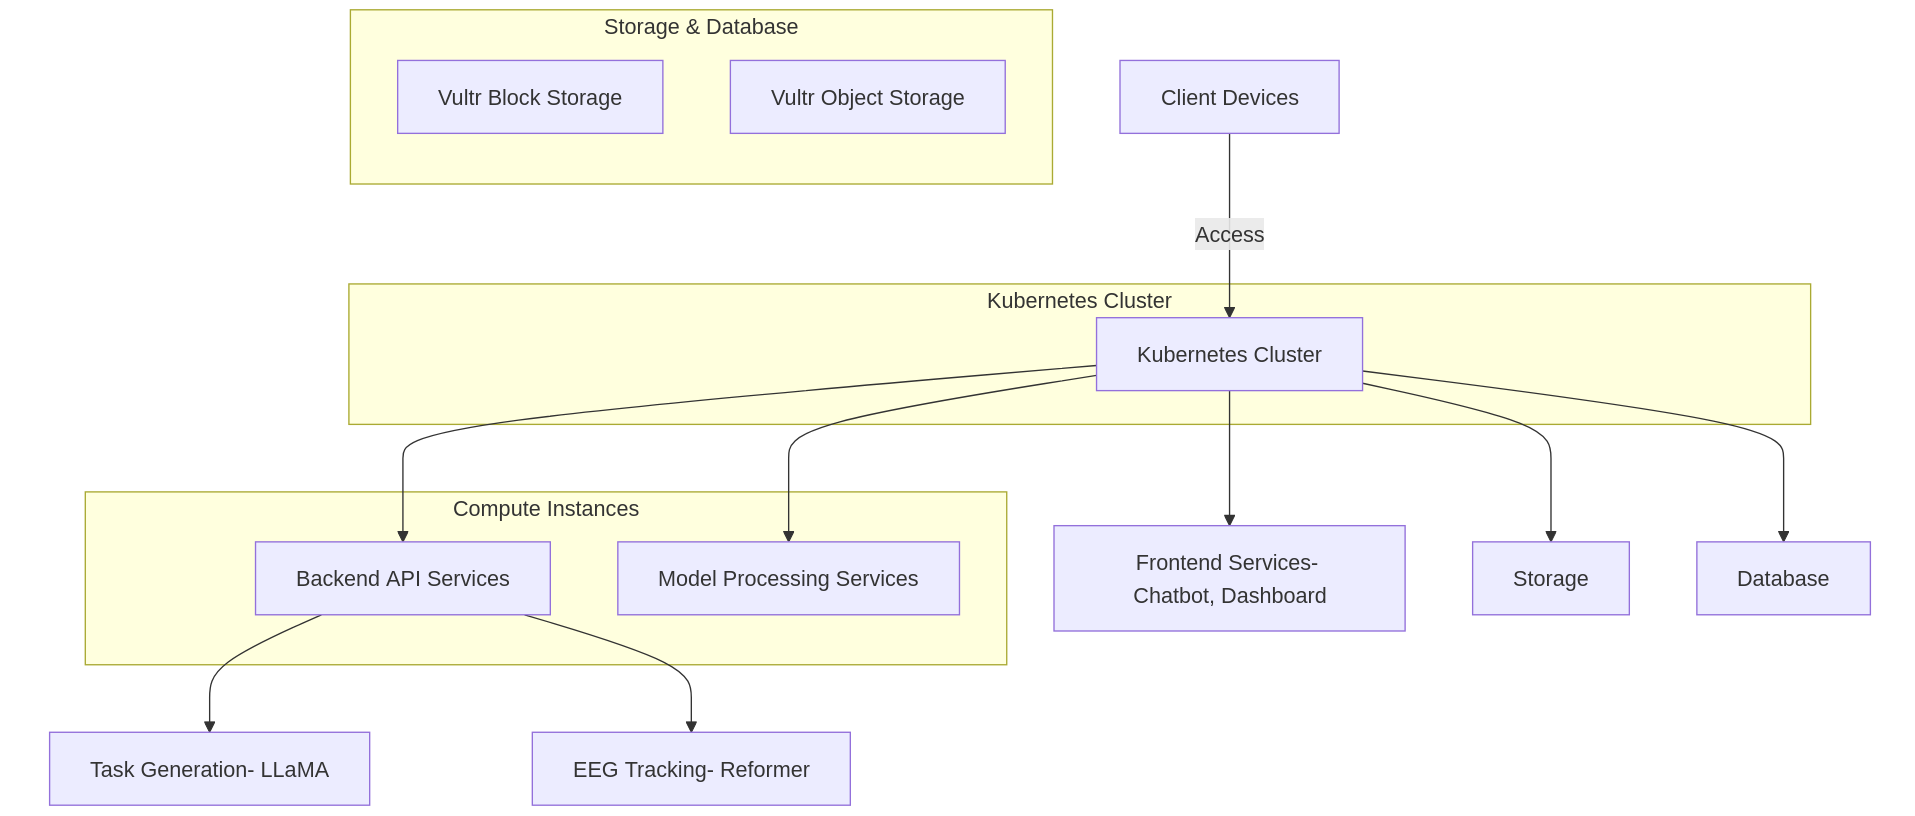 Storage & Database
Vultr Block Storage
Vultr Object Storage
Client Devices
Access
Kubernetes Cluster
Kubernetes Cluster
Compute Instances
Backend API Services
Model Processing Services
Frontend Services-
Chatbot, Dashboard
Storage
Database
Task Generation- LLaMA
EEG Tracking- Reformer